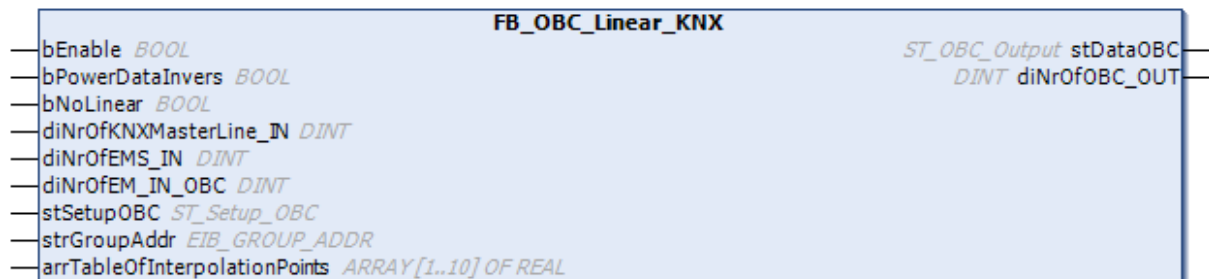 FB_OBC_Linear_KNX
bEnable BOOL ST_OBC_Output stDataOBC
bPowerDataInvers BOOL DINT diNrOfOBC_OUT
bNoLinear BOOL
diNrOfKNXMasterLine_IN DINT
diNrOfEMS_IN DINT
diNrOfEM_IN_OBC DINT
stSetupOBC ST_Setup_OBC
strGroupAddr EIB_GROUP_ADDR
arrTableOfInterpolationPoints ARRAY [1..10] OF REAL